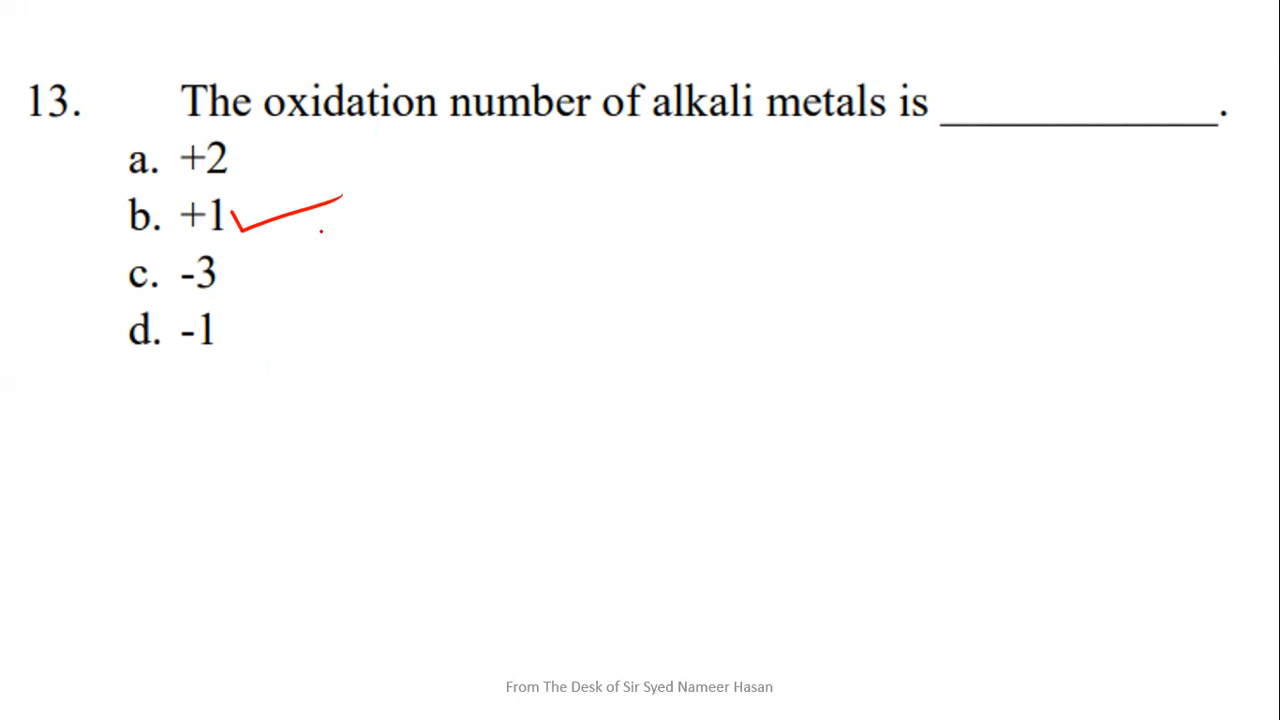 13. The oxidation number of alkali metals is _____________.
a. +2
b. +1
c. -3
d. -1
From The Desk of Sir Syed Nameer Hasan